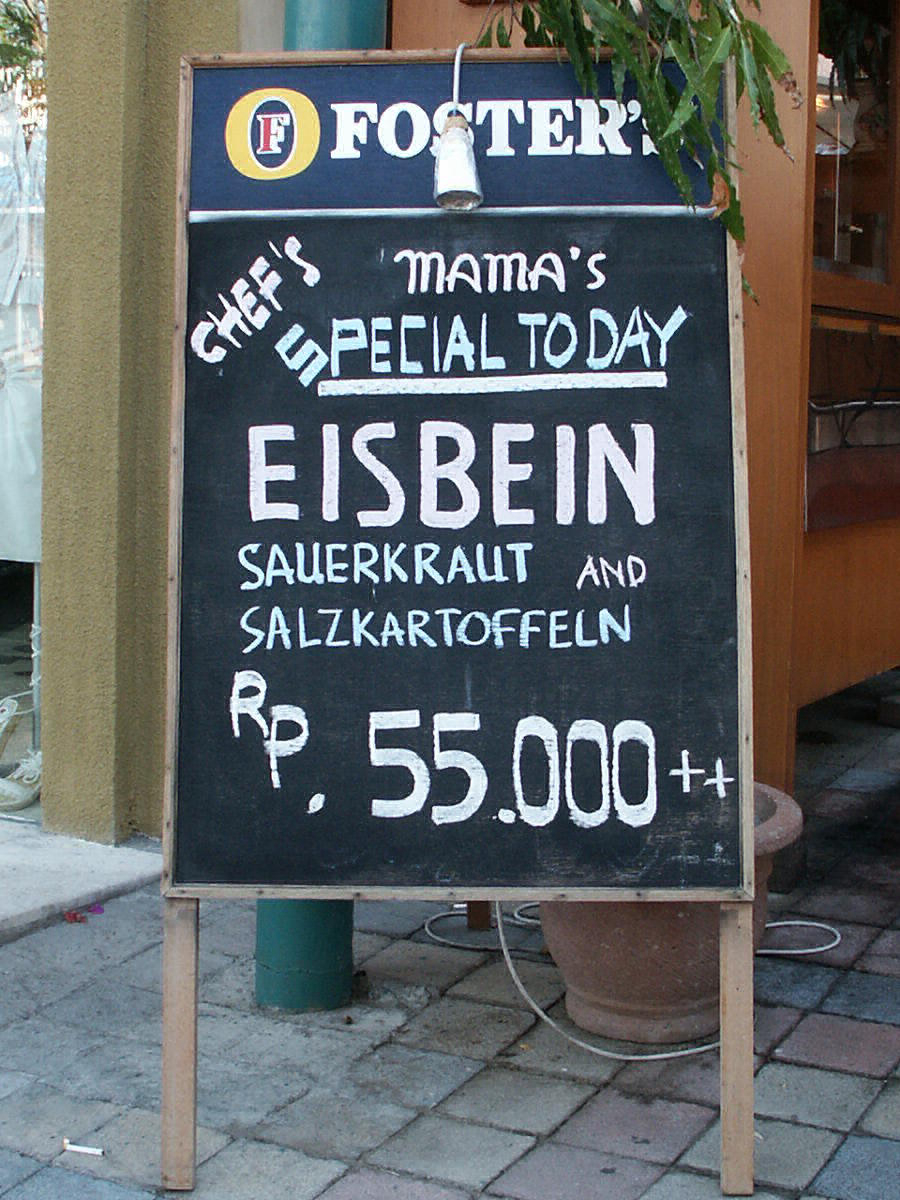 F FOSTER'S
MAMA'S
CHEF'S
SPECIAL TODAY
EISBEIN
SAUERKRAUT AND
SALZKARTOFFELN
RP. 55.000++